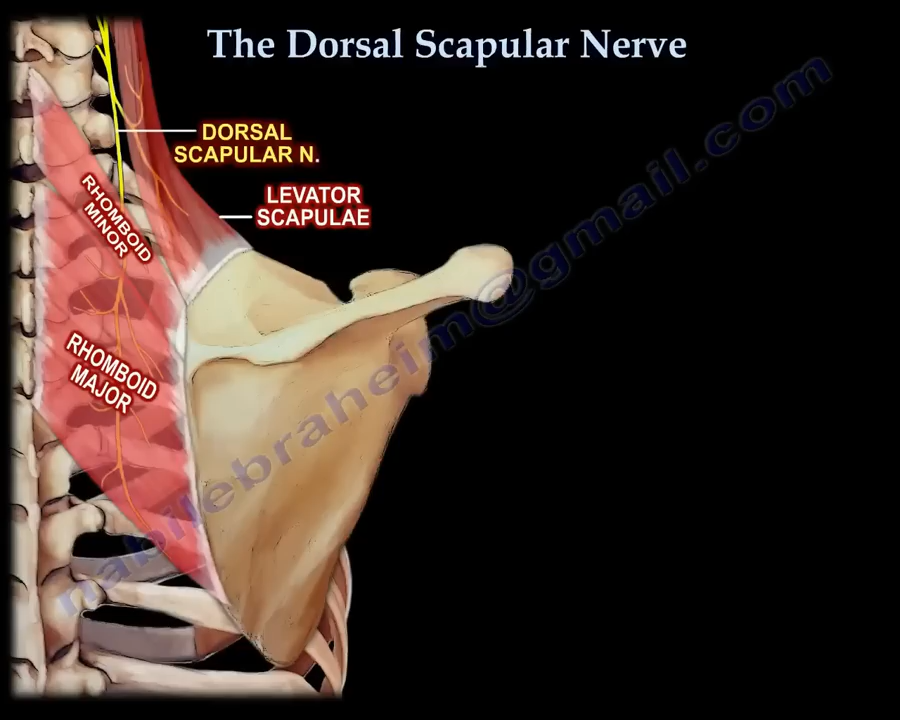 The Dorsal Scapular Nerve
DORSAL
SCAPULAR N.
LEVATOR
SCAPULAE
RHOMBOID
MINOR
RHOMBOID
MAJOR
nabilebraheim@gmail.com